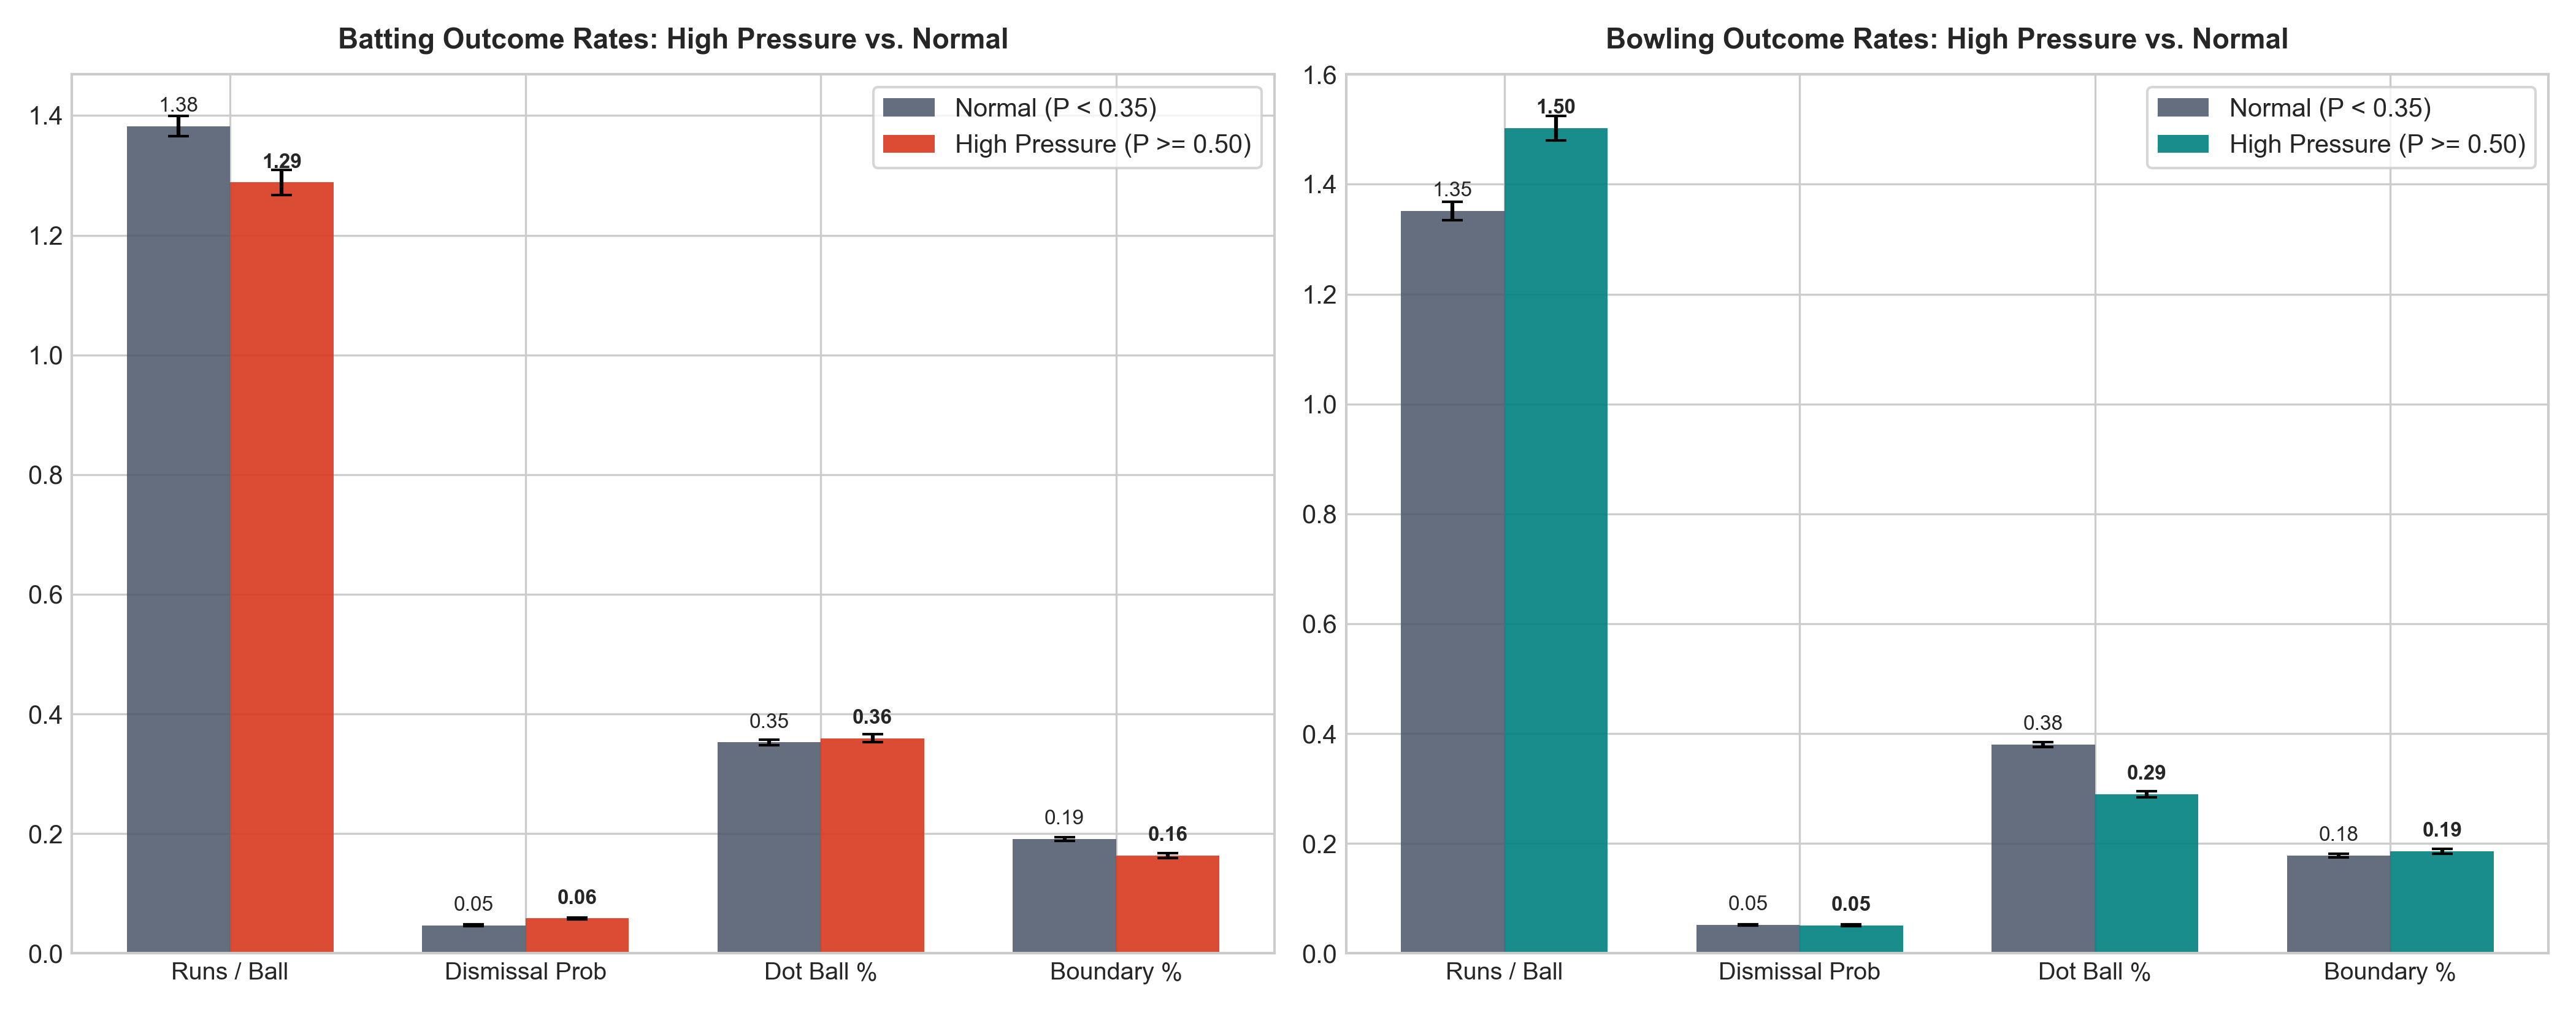 Batting Outcome Rates: High Pressure vs. Normal
Normal (P < 0.35)
High Pressure (P >= 0.50)
1.4
1.2
1.0
0.8
0.6
0.4
0.2
0.0
1.38
1.29
0.05
0.06
0.35
0.36
0.19
0.16
Runs / Ball
Dismissal Prob
Dot Ball %
Boundary %
Bowling Outcome Rates: High Pressure vs. Normal
Normal (P < 0.35)
High Pressure (P >= 0.50)
1.6
1.4
1.2
1.0
0.8
0.6
0.4
0.2
0.0
1.35
1.50
0.05
0.05
0.38
0.29
0.18
0.19
Runs / Ball
Dismissal Prob
Dot Ball %
Boundary %